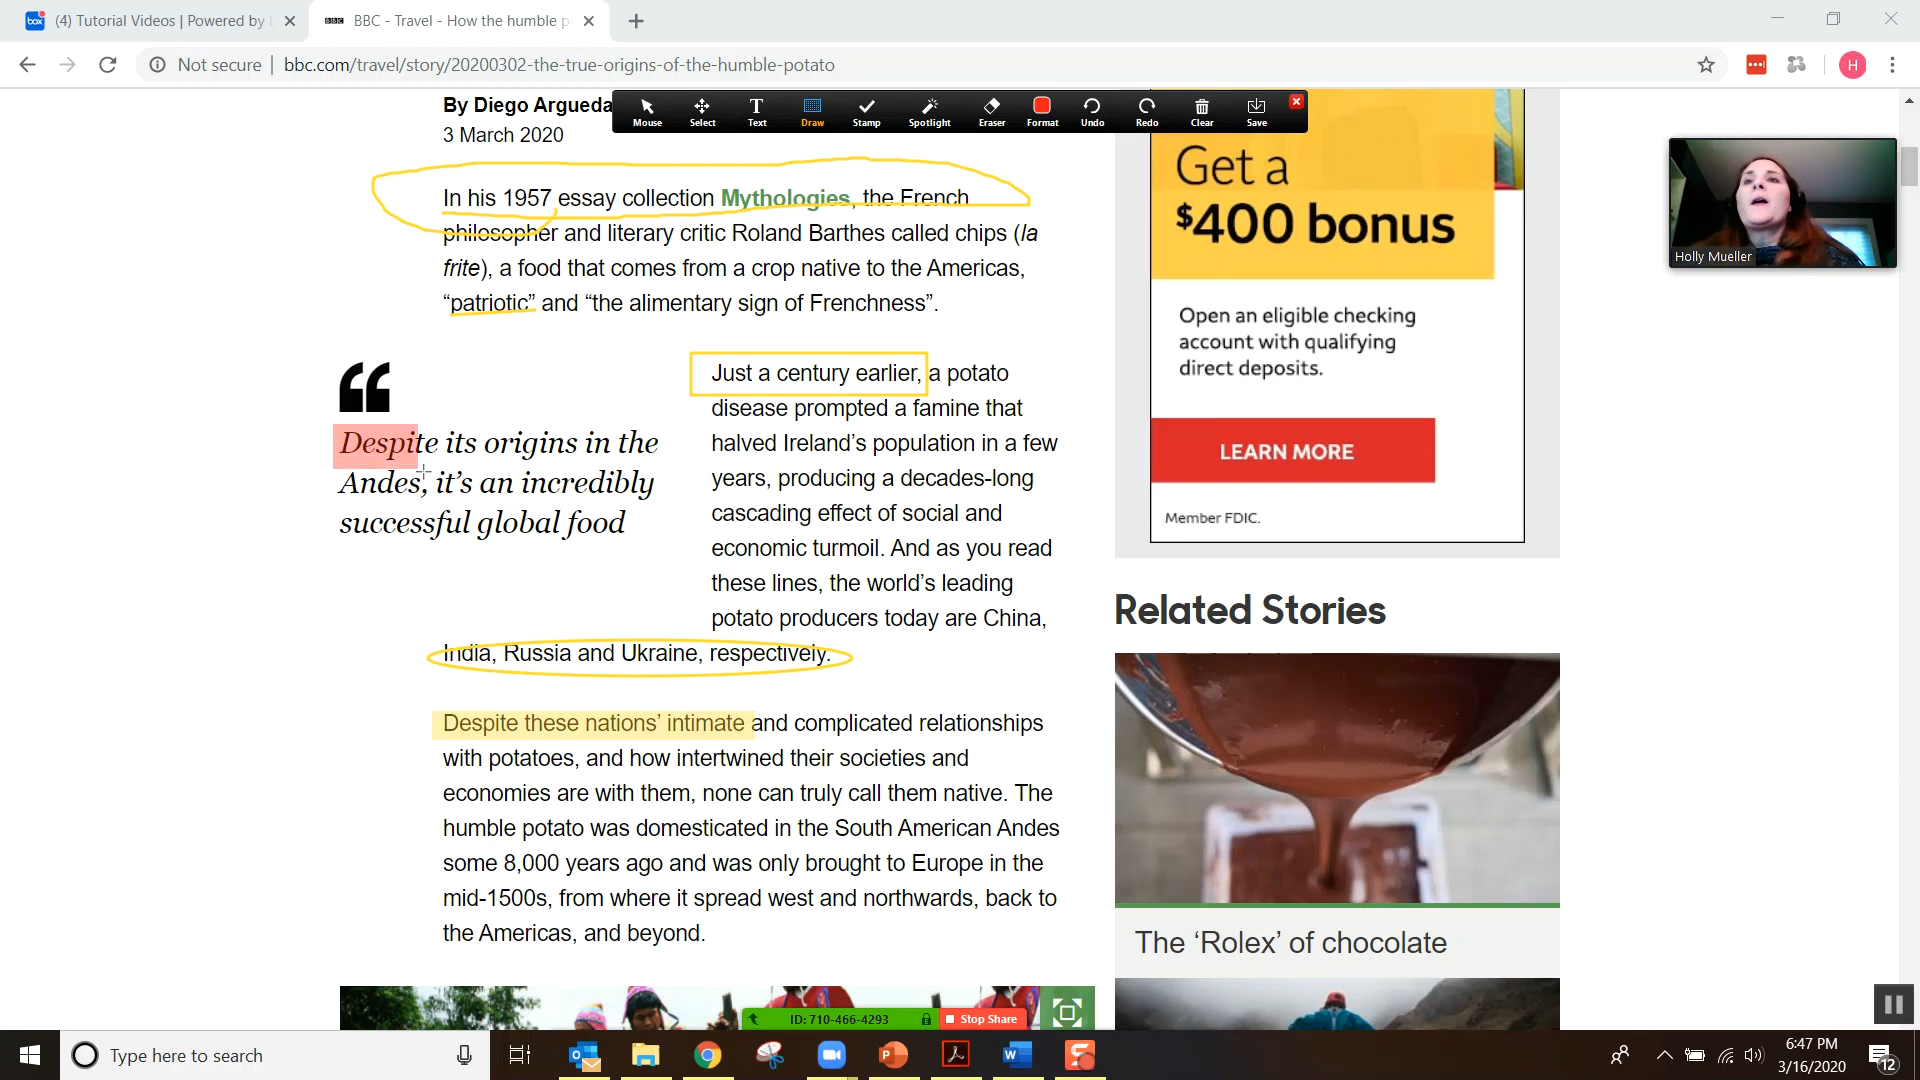 (4) Tutorial Videos | Powered by
BBC - Travel - How the humble
Not secure | bbc.com/travel/story/20200302-the-true-origins-of-the-humble-potato
H
Mouse Select Text Draw Stamp Spotlight Eraser Format Undo Redo Clear Save
By Diego Argueda
3 March 2020
In his 1957 essay collection Mythologies, the French
philosopher and literary critic Roland Barthes called chips (la
frite), a food that comes from a crop native to the Americas,
“patriotic” and “the alimentary sign of Frenchness”.
“
Despite its origins in the
Andes, it’s an incredibly
successful global food
Just a century earlier, a potato
disease prompted a famine that
halved Ireland’s population in a few
years, producing a decades-long
cascading effect of social and
economic turmoil. And as you read
these lines, the world’s leading
potato producers today are China,
India, Russia and Ukraine, respectively.
Despite these nations’ intimate and complicated relationships
with potatoes, and how intertwined their societies and
economies are with them, none can truly call them native. The
humble potato was domesticated in the South American Andes
some 8,000 years ago and was only brought to Europe in the
mid-1500s, from where it spread west and northwards, back to
the Americas, and beyond.
Get a
$400 bonus
Open an eligible checking
account with qualifying
direct deposits.
LEARN MORE
Member FDIC.
Related Stories
The ‘Rolex’ of chocolate
Holly Mueller
ID: 710-466-4293 Stop Share
Type here to search
6:47 PM
3/16/2020
12